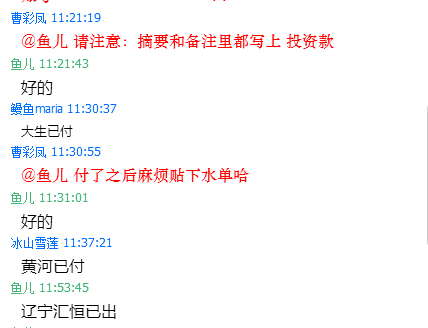 曹彩凤 11:21:19
@鱼儿 请注意：摘要和备注里都写上 投资款
鱼儿 11:21:43
好的
鳗鱼maria 11:30:37
大生已付
曹彩凤 11:30:55
@鱼儿 付了之后麻烦贴下水单哈
鱼儿 11:31:01
好的
冰山雪莲 11:37:21
黄河已付
鱼儿 11:53:45
辽宁汇恒已出